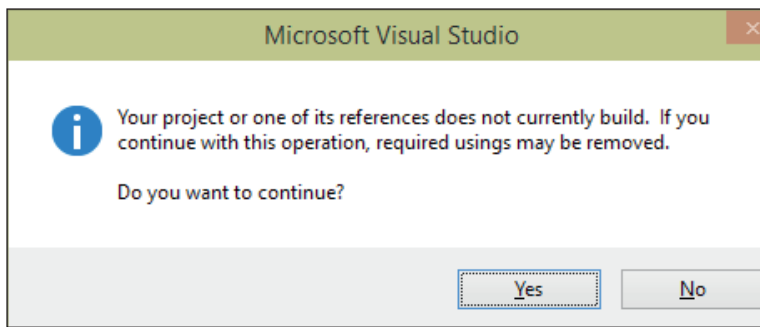 Microsoft Visual Studio
Your project or one of its references does not currently build.  If you
continue with this operation, required usings may be removed.
Do you want to continue?
Yes
No